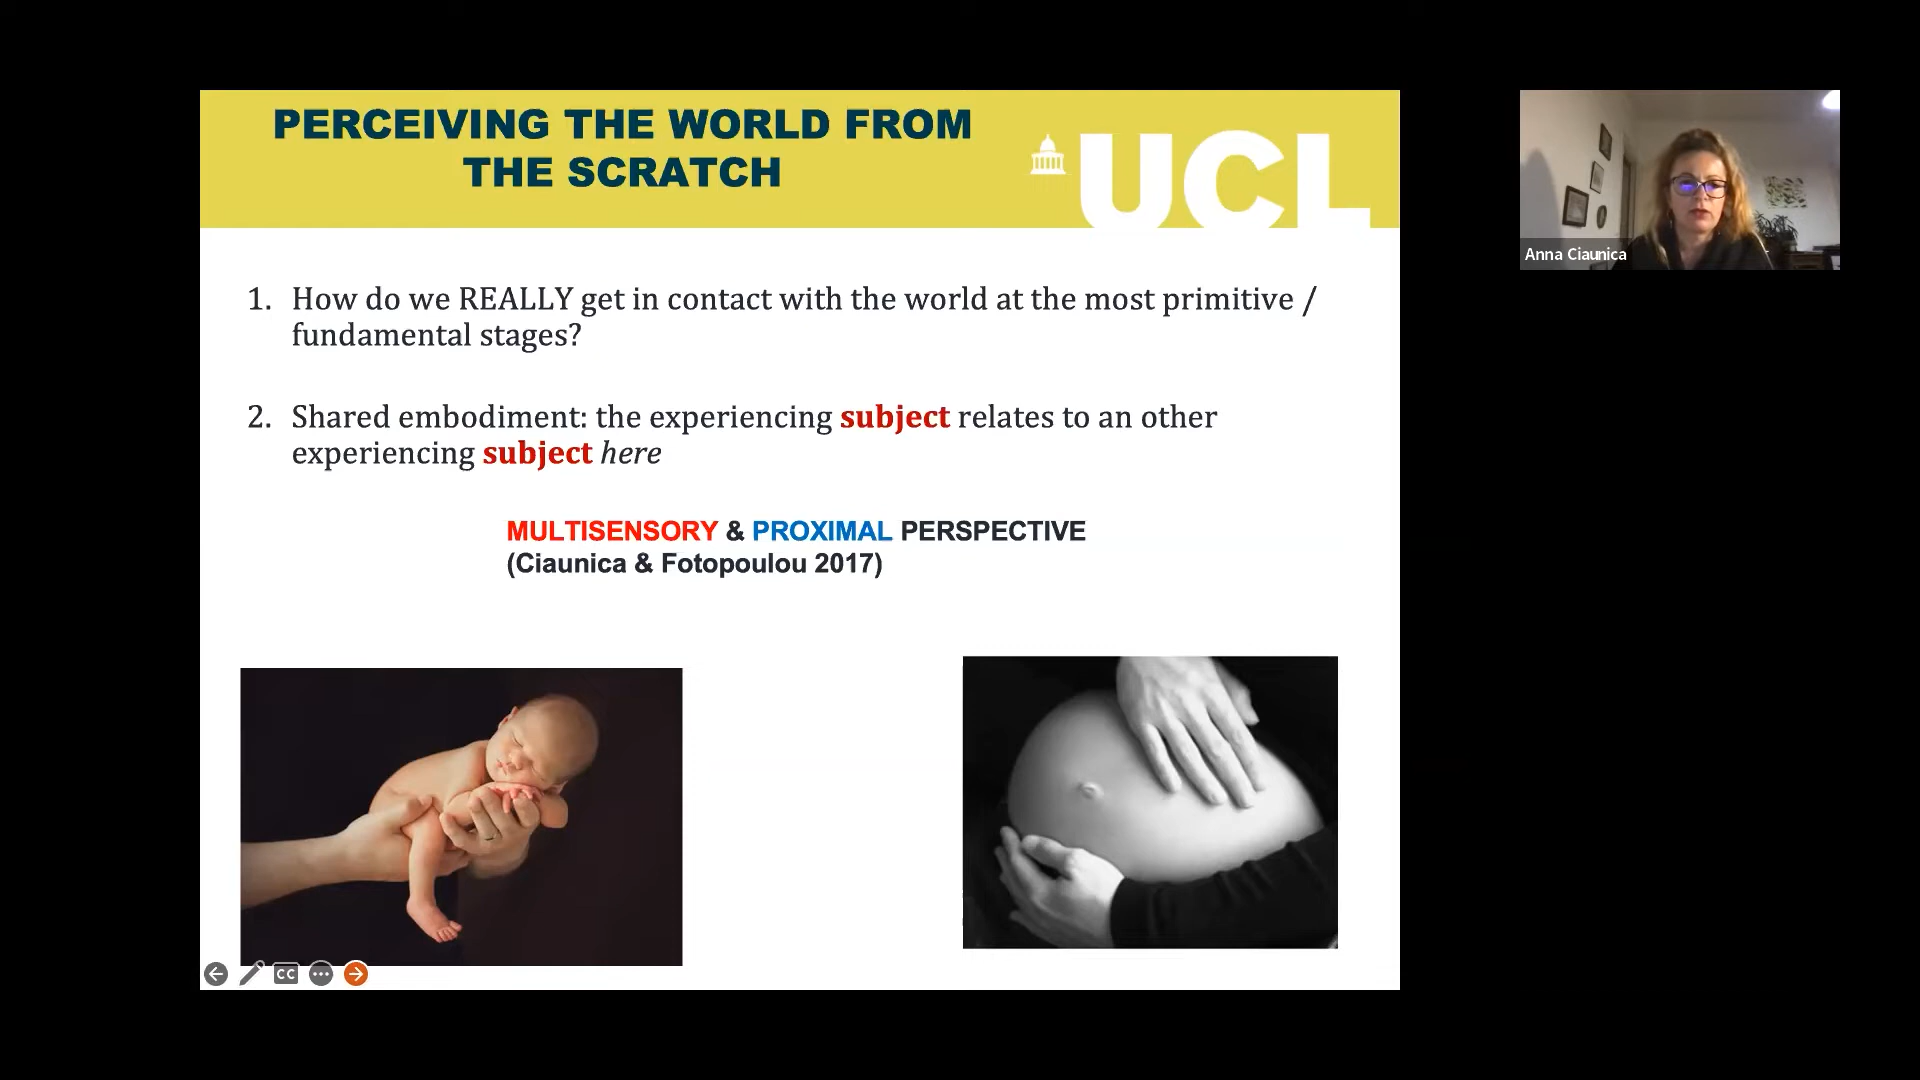 PERCEIVING THE WORLD FROM
THE SCRATCH
UCL
1. How do we REALLY get in contact with the world at the most primitive /
fundamental stages?
2. Shared embodiment: the experiencing subject relates to an other
experiencing subject here
MULTISENSORY & PROXIMAL PERSPECTIVE
(Ciaunica & Fotopoulou 2017)
CC
Anna Ciaunica